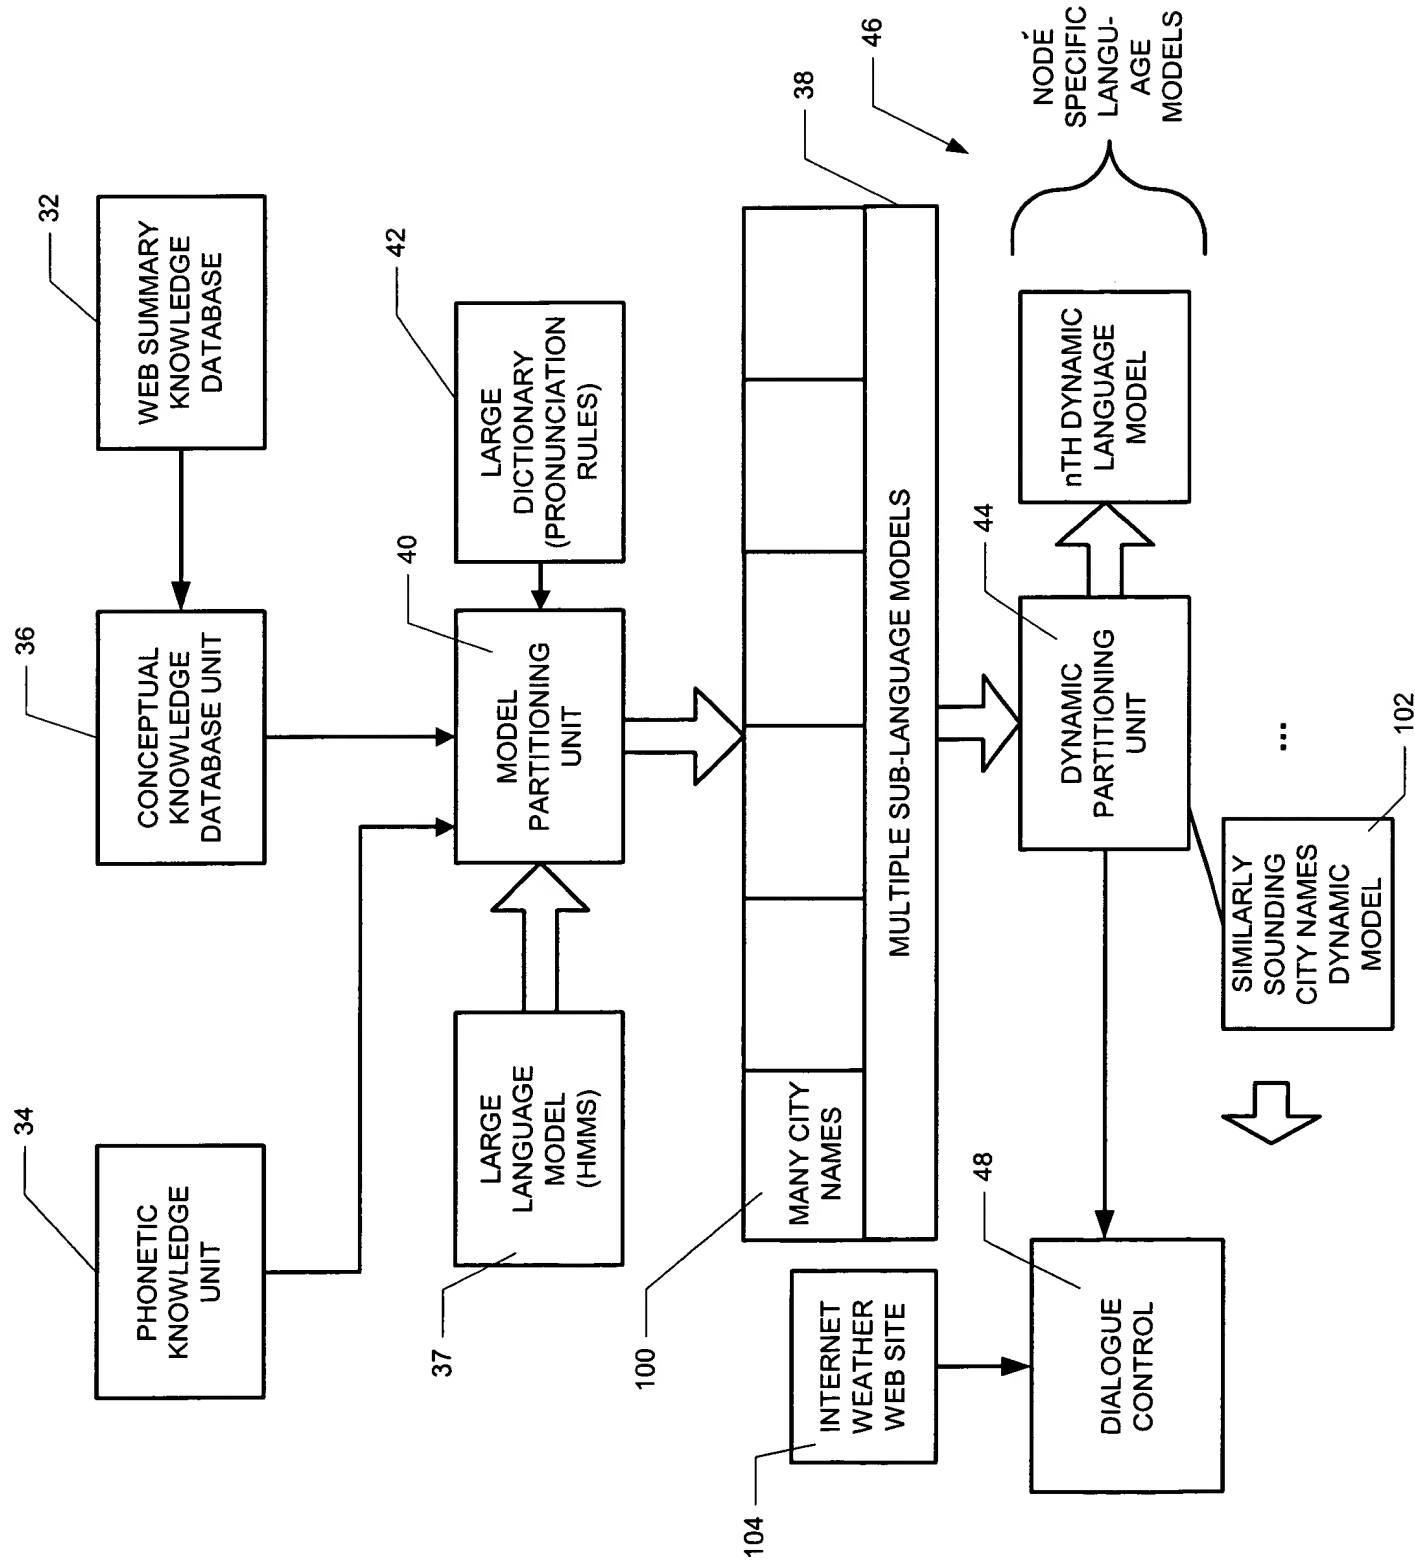 34
36
32
PHONETIC
KNOWLEDGE
UNIT
CONCEPTUAL
KNOWLEDGE
DATABASE UNIT
WEB SUMMARY
KNOWLEDGE
DATABASE
37
40
42
LARGE
LANGUAGE
MODEL
(HMMS)
MODEL
PARTITIONING
UNIT
LARGE
DICTIONARY
(PRONUNCIATION
RULES)
100
38
MANY CITY
NAMES
MULTIPLE SUB-LANGUAGE MODELS
104
INTERNET
WEATHER
WEB SITE
46
48
44
DIALOGUE
CONTROL
DYNAMIC
PARTITIONING
UNIT
nTH DYNAMIC
LANGUAGE
MODEL
NODE
SPECIFIC
LANGU-
AGE
MODELS
SIMILARLY
SOUNDING
CITY NAMES
DYNAMIC
MODEL
...
102